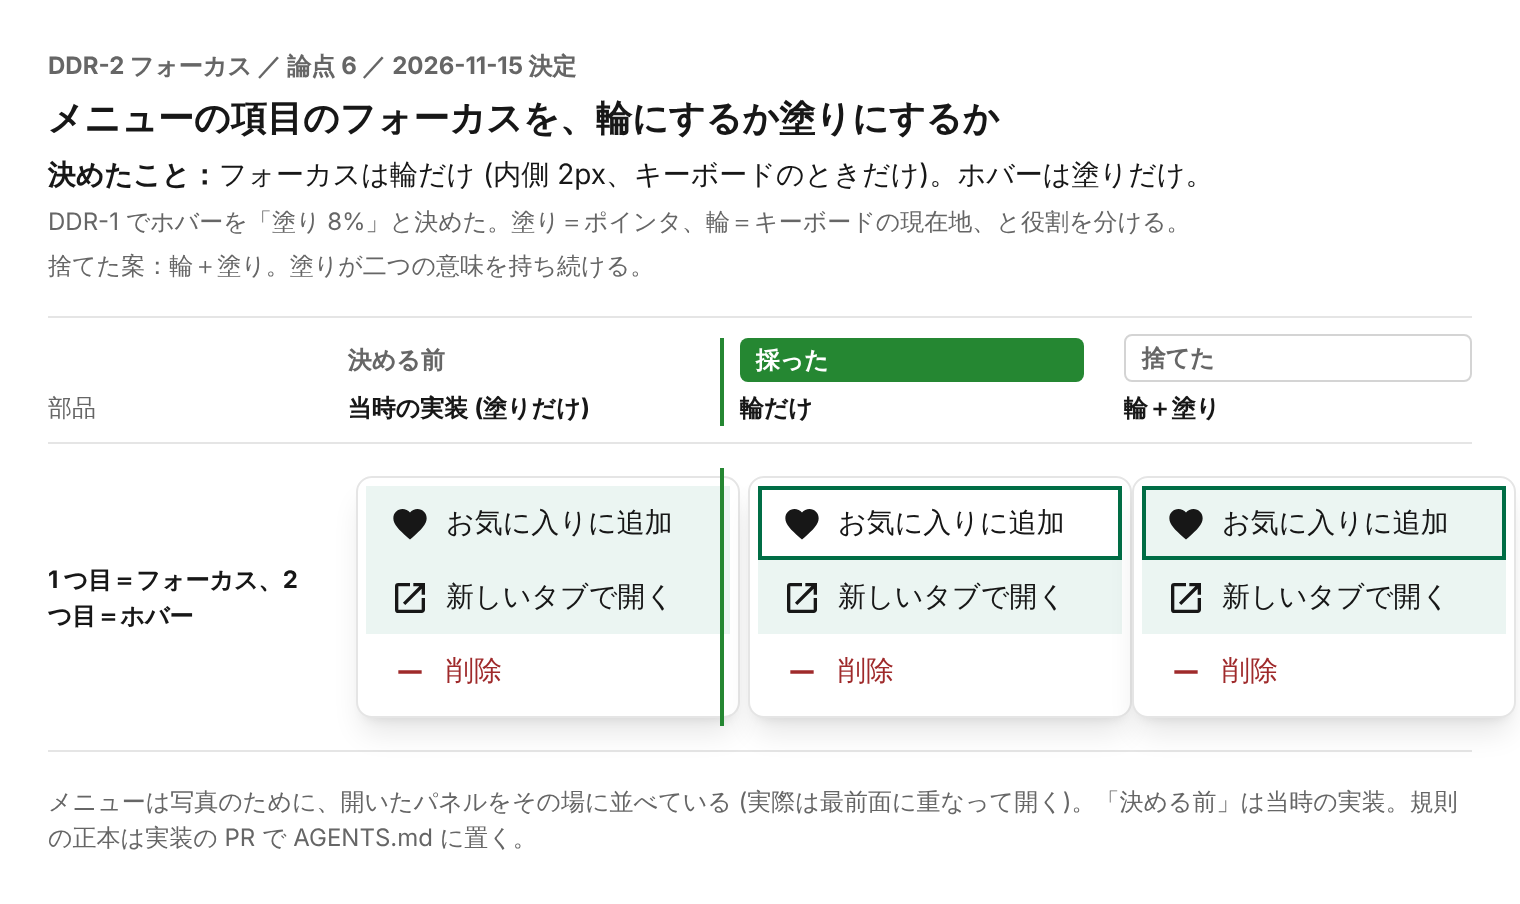 DDR-2 フォーカス ／ 論点 6 ／ 2026-11-15 決定
メニューの項目のフォーカスを、輪にするか塗りにするか
決めたこと：フォーカスは輪だけ (内側 2px、キーボードのときだけ)。ホバーは塗りだけ。
DDR-1 でホバーを「塗り 8%」と決めた。塗り＝ポインタ、輪＝キーボードの現在地、と役割を分ける。
捨てた案：輪＋塗り。塗りが二つの意味を持ち続ける。
決める前
採った
捨てた
部品
当時の実装 (塗りだけ)
輪だけ
輪＋塗り
1 つ目＝フォーカス、2
つ目＝ホバー
お気に入りに追加
新しいタブで開く
削除
お気に入りに追加
新しいタブで開く
削除
お気に入りに追加
新しいタブで開く
削除
メニューは写真のために、開いたパネルをその場に並べている (実際は最前面に重なって開く)。「決める前」は当時の実装。規則
の正本は実装の PR で AGENTS.md に置く。